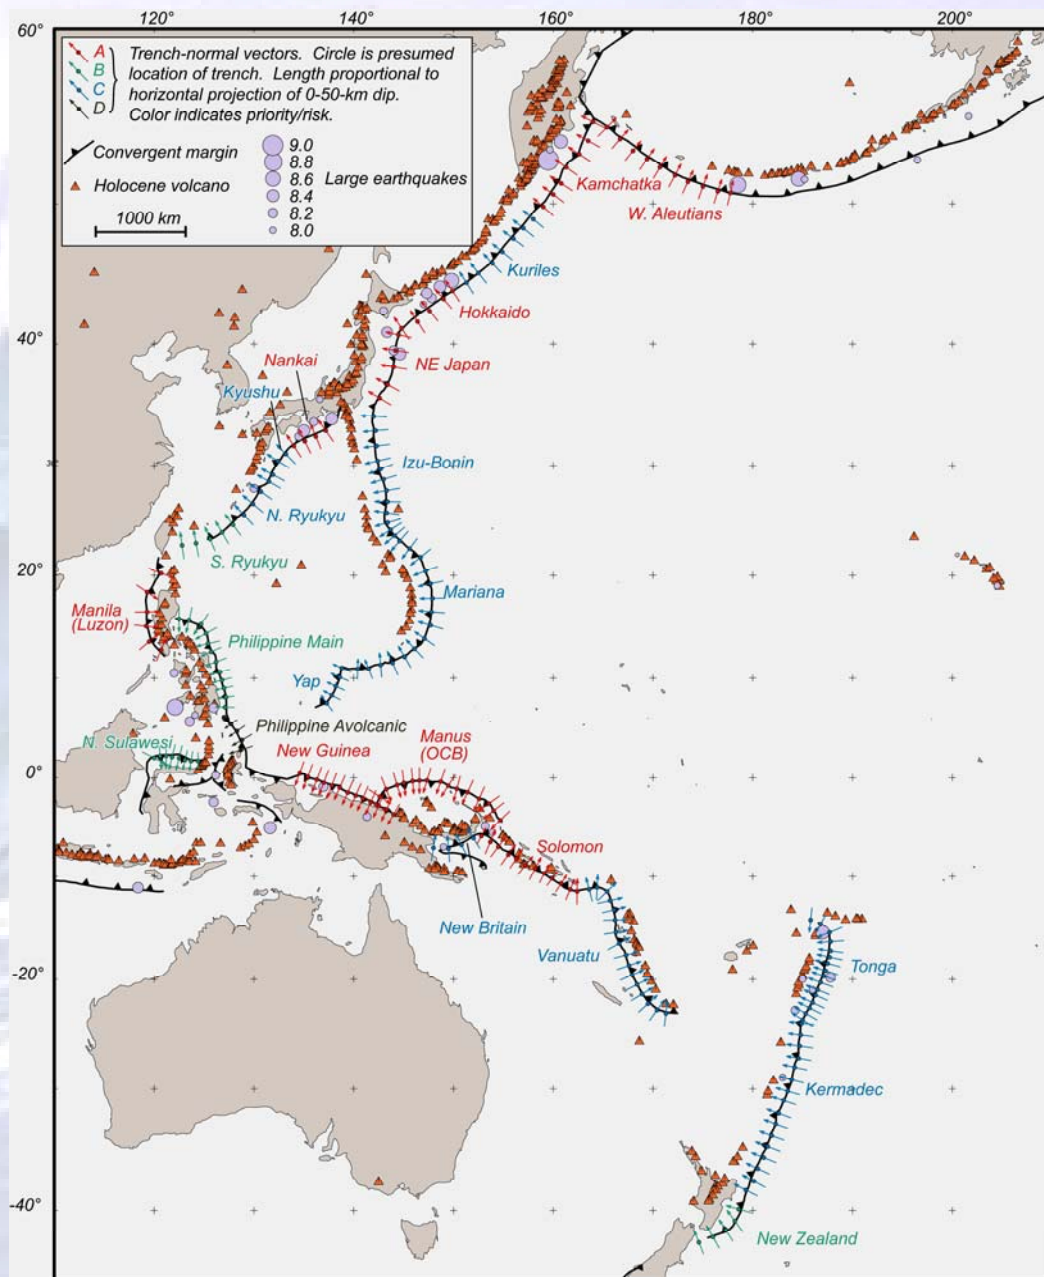 120° 140° 160° 180° 200°
60°
A Trench-normal vectors. Circle is presumed
B location of trench. Length proportional to
C horizontal projection of 0-50-km dip.
D Color indicates priority/risk.
Convergent margin
Holocene volcano
1000 km
9.0
8.8
8.6 Large earthquakes
8.4
8.2
8.0
Kamchatka
W. Aleutians
Kuriles
Hokkaido
40°
NE Japan
Nankai
Kyushu
Izu-Bonin
N. Ryukyu
S. Ryukyu
20°
Mariana
Manila
(Luzon)
Philippine Main
Yap
Philippine Avolcanic
N. Sulawesi
New Guinea
Manus
(OCB)
0°
Solomon
New Britain
Vanuatu
Tonga
-20°
Kermadec
-40°
New Zealand